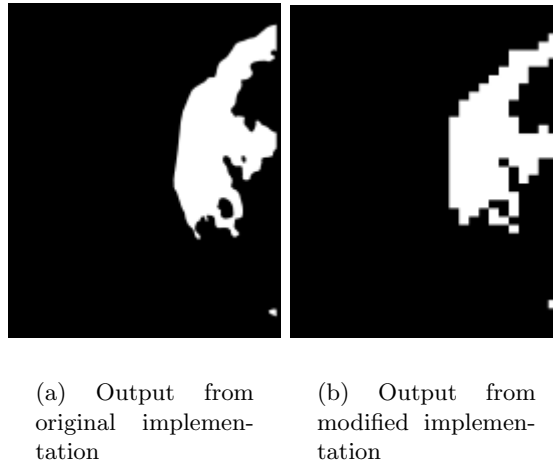 (a) Output from
original implemen-
tation
(b) Output from
modified implemen-
tation